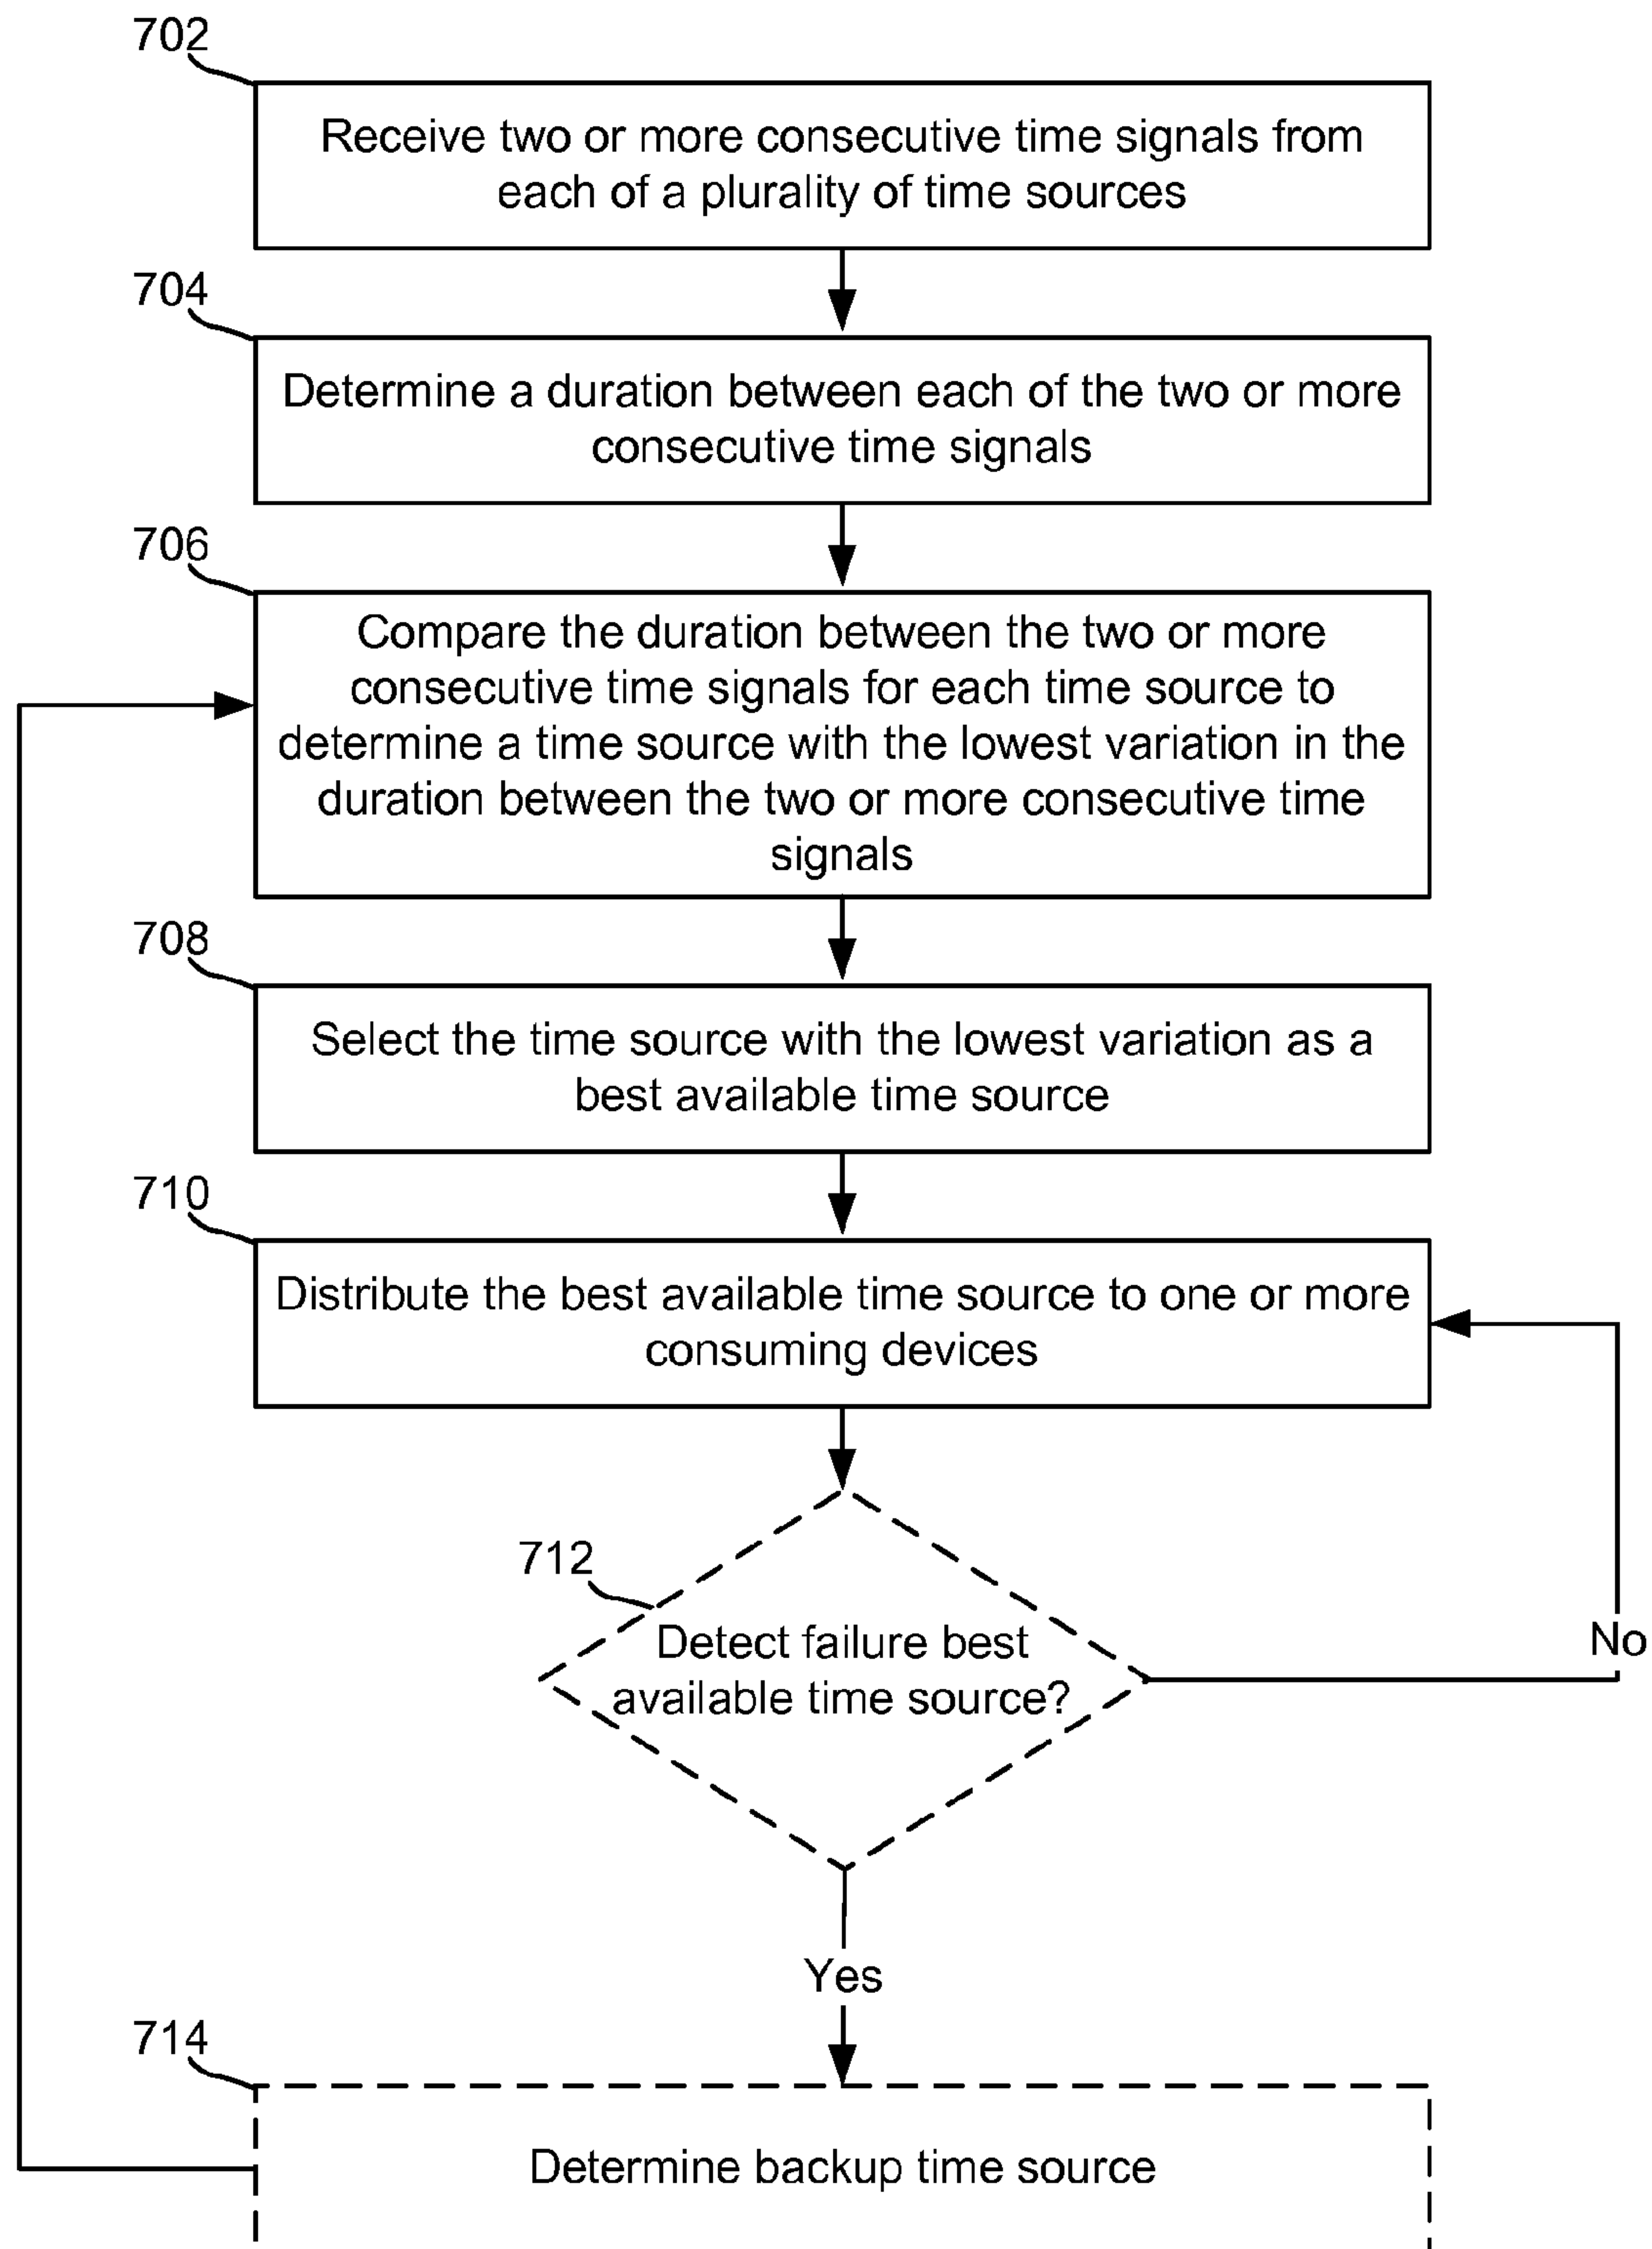 702
Receive two or more consecutive time signals from
each of a plurality of time sources
704
Determine a duration between each of the two or more
consecutive time signals
706
Compare the duration between the two or more
consecutive time signals for each time source to
determine a time source with the lowest variation in the
duration between the two or more consecutive time
signals
708
Select the time source with the lowest variation as a
best available time source
710
Distribute the best available time source to one or more
consuming devices
712
Detect failure best
available time source?
No
Yes
714
Determine backup time source